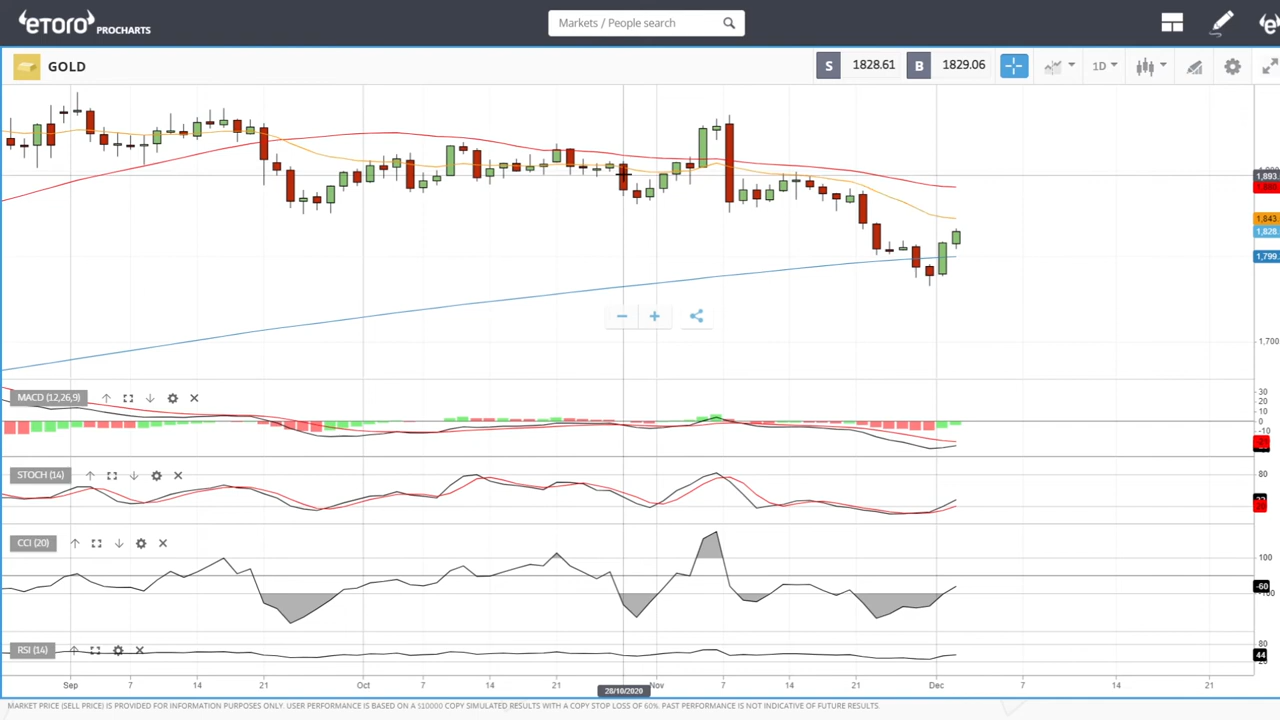 eTORO PROCHARTS
Markets / People search
GOLD
S 1828.61 B 1829.06
1D
1,893.
1,843
1,828.
1,799.
1,700.
MACD (12,26,9)
30
20
10
0
-10
STOCH (14)
80
CCI (20)
100
-60
-100
RSI (14)
80
44
20
Sep 7 14 21 Oct 7 14 21 28/10/2020 Nov 7 14 21 Dec 7 14 21
MARKET PRICE (SELL PRICE) IS PROVIDED FOR INFORMATION PURPOSES ONLY. USER PERFORMANCE IS BASED ON A $10000 COPY SIMULATED RESULTS WITH A COPY STOP LOSS OF 60%. PAST PERFORMANCE IS NOT INDICATIVE OF FUTURE RESULTS.